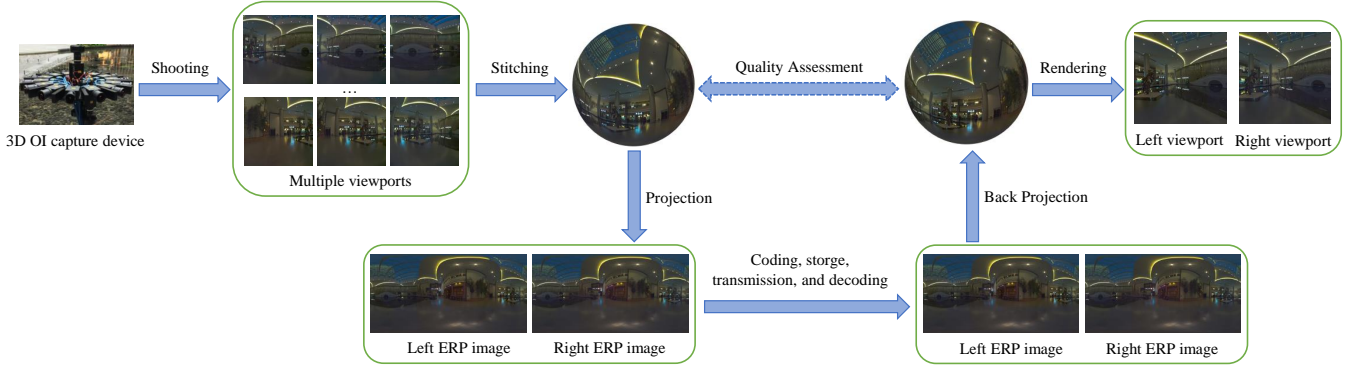 3D OI capture device
Shooting
...
Multiple viewports
Stitching
Quality Assessment
Rendering
Left viewport
Right viewport
Projection
Back Projection
Left ERP image
Right ERP image
Coding, storge,
transmission, and decoding
Left ERP image
Right ERP image